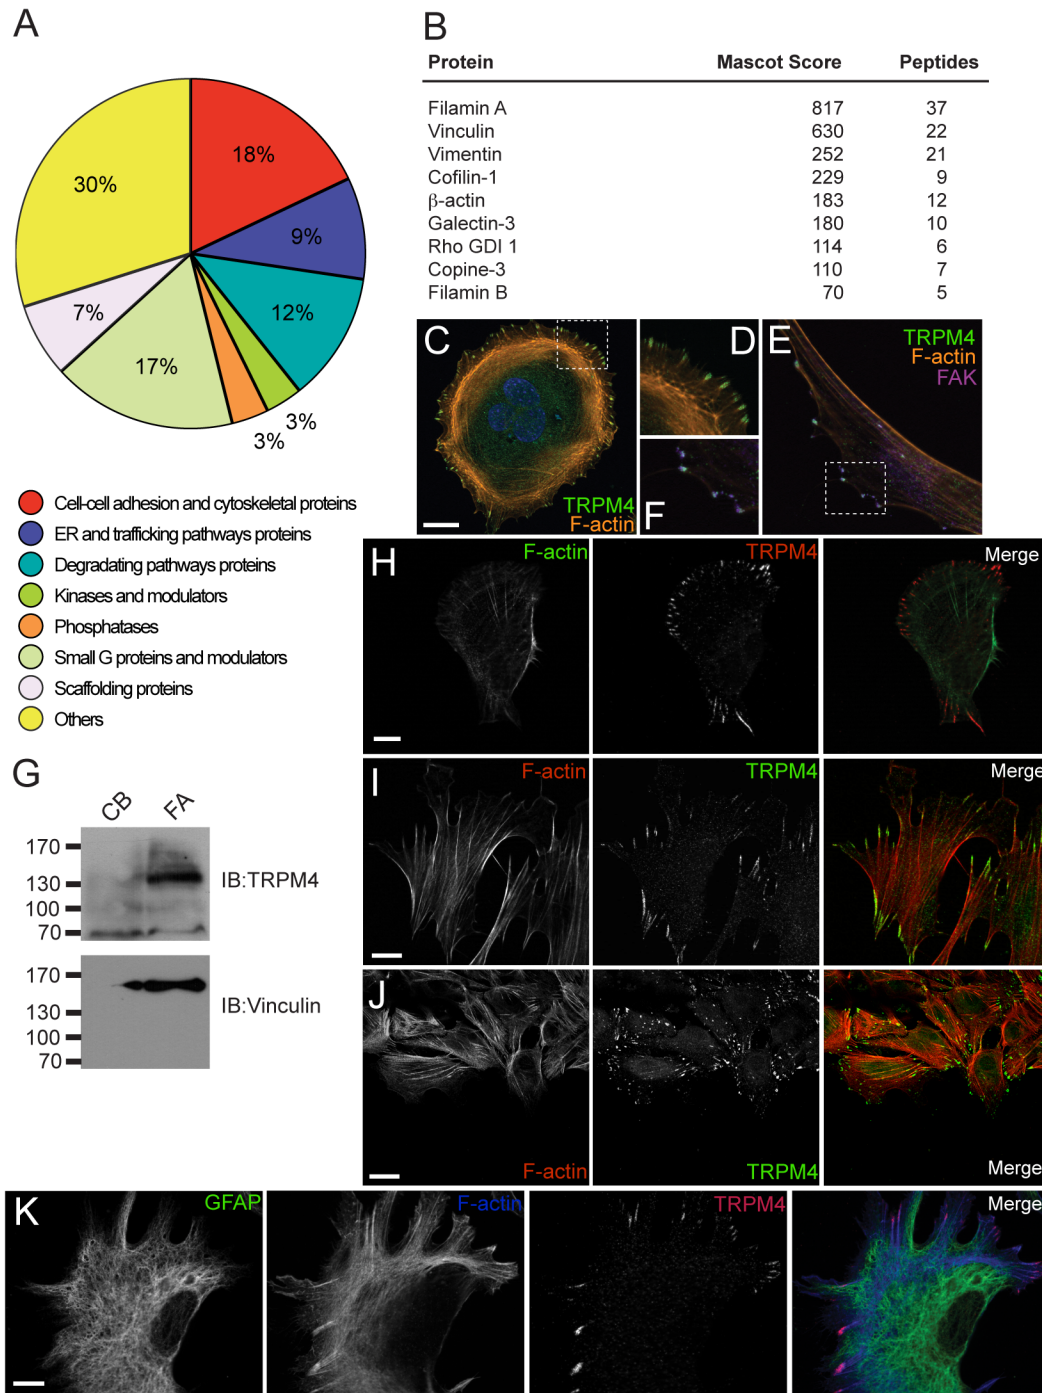 A
30%
18%
9%
12%
7%
17%
3%
3%
Cell-cell adhesion and cytoskeletal proteins
ER and trafficking pathways proteins
Degradating pathways proteins
Kinases and modulators
Phosphatases
Small G proteins and modulators
Scaffolding proteins
Others
B
Protein Mascot Score Peptides
Filamin A 817 37
Vinculin 630 22
Vimentin 252 21
Cofilin-1 229 9
β-actin 183 12
Galectin-3 180 10
Rho GDI 1 114 6
Copine-3 110 7
Filamin B 70 5
C
TRPM4
F-actin
D
E
TRPM4
F-actin
FAK
F
G
CB FA
170
130
100
70
IB:TRPM4
170
130
100
70
IB:Vinculin
H
F-actin
TRPM4
Merge
I
F-actin
TRPM4
Merge
J
F-actin
TRPM4
Merge
K
GFAP
F-actin
TRPM4
Merge